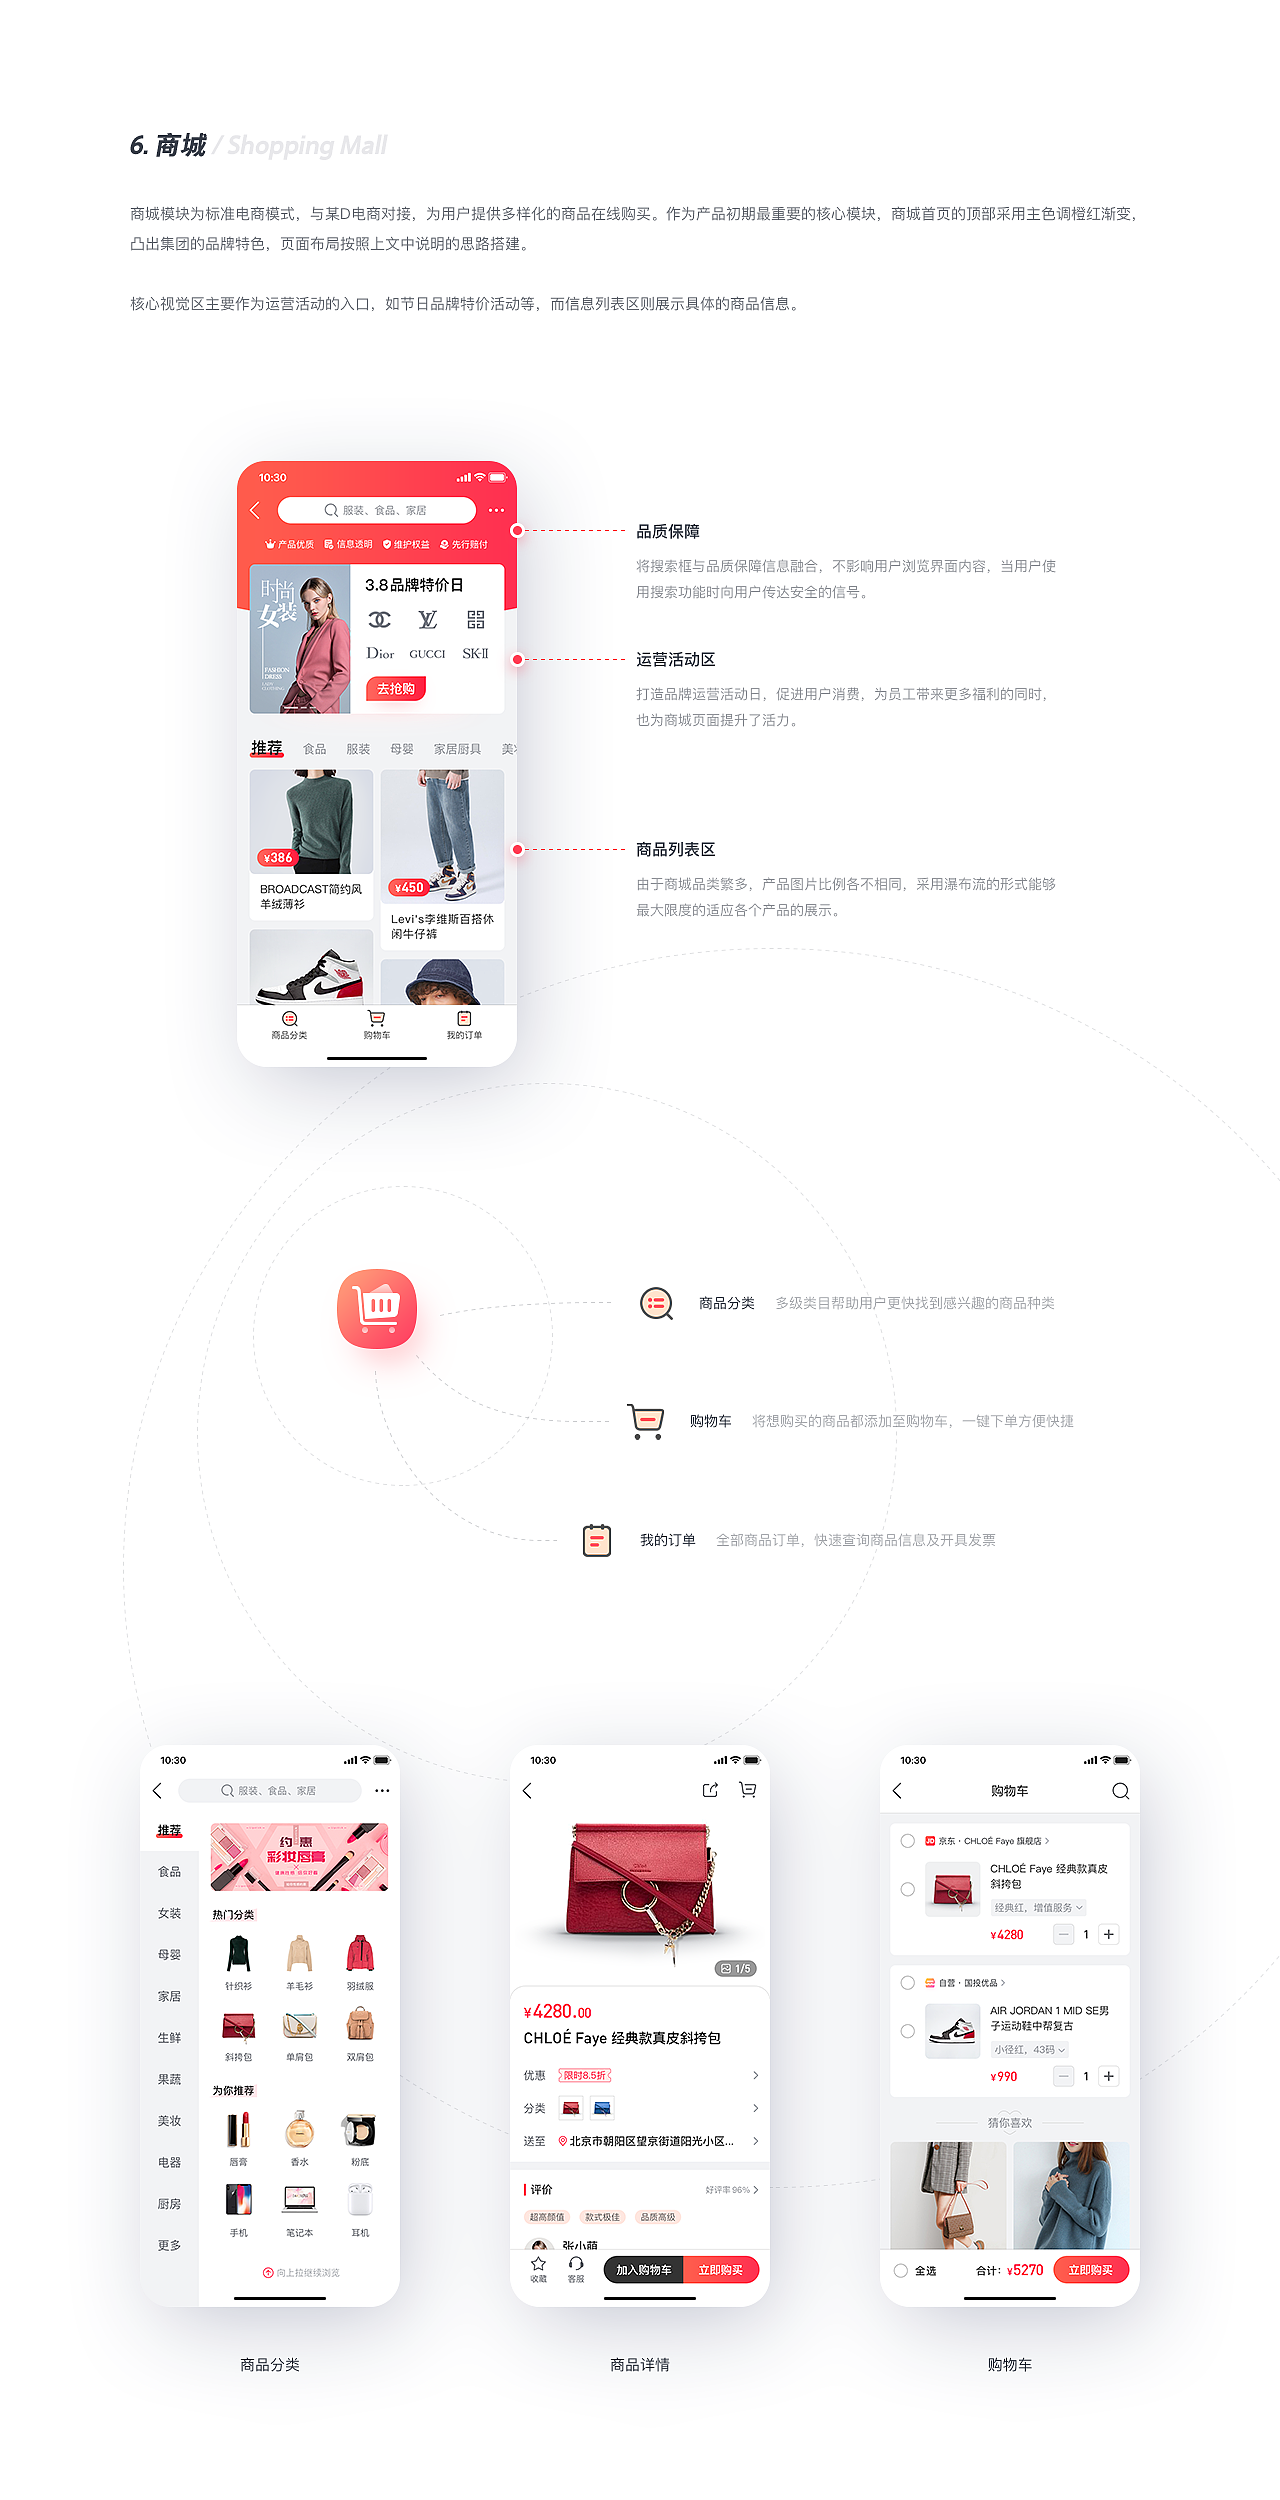 6. 商城 / Shopping Mall
商城模块为标准电商模式，与某D电商对接，为用户提供多样化的商品在线购买。作为产品初期最重要的核心模块，商城首页的顶部采用主色调橙红渐变，
凸出集团的品牌特色，页面布局按照上文中说明的思路搭建。
核心视觉区主要作为运营活动的入口，如节日品牌特价活动等，而信息列表区则展示具体的商品信息。
10:30
服装、食品、家居
产品优质 信息透明 维护权益 先行赔付
时尚
女装
FASHION
DRESS
LADY
CLOTHING
3.8品牌特价日
Dior GUCCI SK-II
去抢购
推荐 食品 服装 母婴 家居厨具 美妆
¥386
BROADCAST简约风
羊绒薄衫
¥450
Levi's李维斯百搭休
闲牛仔裤
商品分类 购物车 我的订单
品质保障
将搜索框与品质保障信息融合，不影响用户浏览界面内容，当用户使
用搜索功能时向用户传达安全的信号。
运营活动区
打造品牌运营活动日，促进用户消费，为员工带来更多福利的同时，
也为商城页面提升了活力。
商品列表区
由于商城品类繁多，产品图片比例各不相同，采用瀑布流的形式能够
最大限度的适应各个产品的展示。
商品分类 多级类目帮助用户更快找到感兴趣的商品种类
购物车 将想购买的商品都添加至购物车，一键下单方便快捷
我的订单 全部商品订单，快速查询商品信息及开具发票
10:30
服装、食品、家居
推荐
食品
女装
母婴
家居
生鲜
果蔬
美妆
电器
厨房
更多
约惠
彩妆唇膏
热门分类
针织衫 羊毛衫 羽绒服
斜挎包 单肩包 双肩包
为你推荐
唇膏 香水 粉底
手机 笔记本 耳机
向上拉继续浏览
商品分类
10:30
1/5
¥4280.00
CHLOÉ Faye 经典款真皮斜挎包
优惠 限时8.5折
分类
送至 北京市朝阳区望京街道阳光小区...
评价 好评率 96%
超高颜值 款式极佳 品质高级
张小萌
收藏 客服 加入购物车 立即购买
商品详情
10:30
购物车
京东 · CHLOÉ Faye 旗舰店
CHLOÉ Faye 经典款真皮
斜挎包
经典红，增值服务
¥4280 1
自营 · 国投优品
AIR JORDAN 1 MID SE男
子运动鞋中帮复古
小径红，43码
¥990 1
猜你喜欢
全选 合计：¥5270 立即购买
购物车